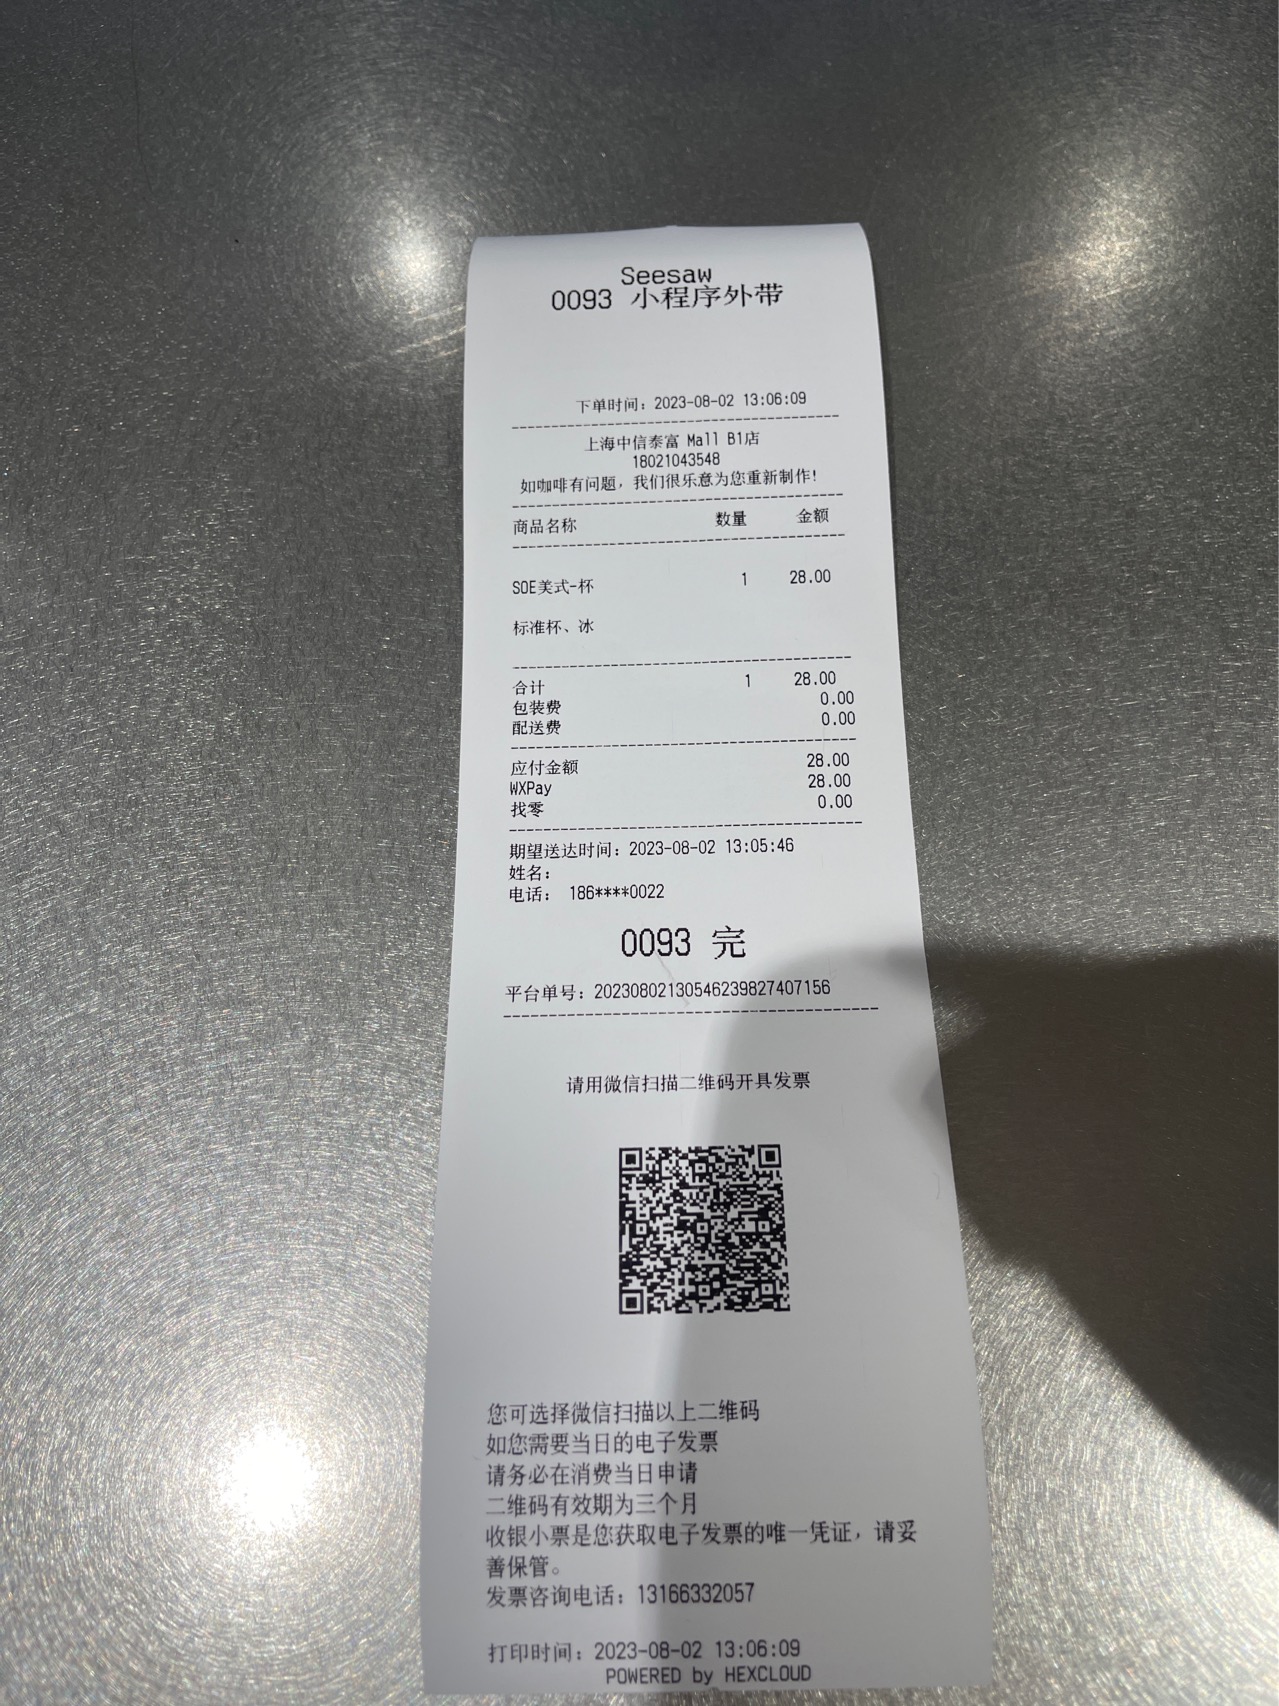 Seesaw
0093 小程序外带
下单时间：2023-08-02 13:06:09
上海中信泰富 Mall B1店
18021043548
如咖啡有问题，我们很乐意为您重新制作!
商品名称 数量 金额
SOE美式-杯 1 28.00
标准杯、冰
合计 1 28.00
包装费 0.00
配送费 0.00
应付金额 28.00
WXPay 28.00
找零 0.00
期望送达时间：2023-08-02 13:05:46
姓名：
电话： 186****0022
0093 完
平台单号：20230802130546239827407156
请用微信扫描二维码开具发票
您可选择微信扫描以上二维码
如您需要当日的电子发票
请务必在消费当日申请
二维码有效期为三个月
收银小票是您获取电子发票的唯一凭证，请妥
善保管。
发票咨询电话：13166332057
打印时间：2023-08-02 13:06:09
POWERED by HEXCLOUD